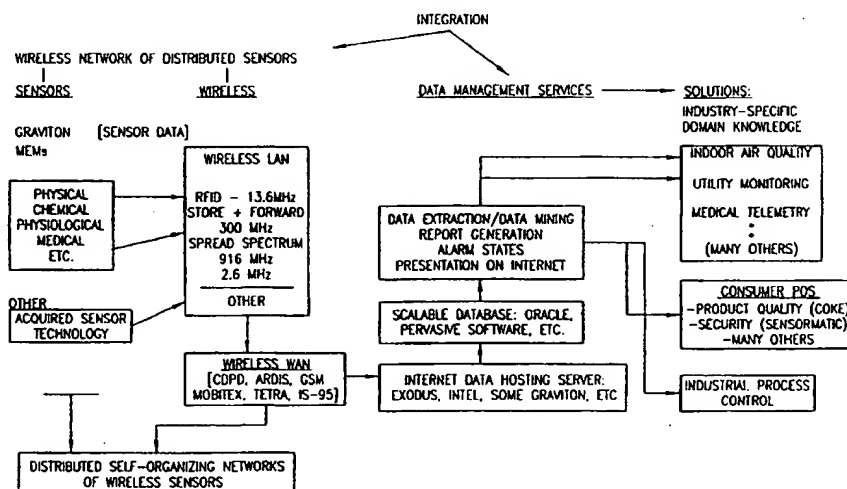 INTEGRATION
WIRELESS NETWORK OF DISTRIBUTED SENSORS
SENSORS
WIRELESS
DATA MANAGEMENT SERVICES
SOLUTIONS:
INDUSTRY-SPECIFIC
DOMAIN KNOWLEDGE
GRAVITON [SENSOR DATA]
MEMs
PHYSICAL
CHEMICAL
PHYSIOLOGICAL
MEDICAL
ETC.
OTHER
ACQUIRED SENSOR
TECHNOLOGY
WIRELESS LAN
RFID - 13.6MHz
STORE + FORWARD
300 MHz
SPREAD SPECTRUM
916 MHz
2.6 MHz
OTHER
WIRELESS WAN
[CDPD, ARDIS, GSM
MOBITEX, TETRA, IS-95]
DISTRIBUTED SELF-ORGANIZING NETWORKS
OF WIRELESS SENSORS
DATA EXTRACTION/DATA MINING
REPORT GENERATION
ALARM STATES
PRESENTATION ON INTERNET
SCALABLE DATABASE: ORACLE,
PERVASIVE SOFTWARE, ETC.
INTERNET DATA HOSTING SERVER:
EXODUS, INTEL, SOME GRAVITON, ETC
INDOOR AIR QUALITY
UTILITY MONITORING
MEDICAL TELEMETRY
(MANY OTHERS)
CONSUMER POS
-PRODUCT QUALITY (COKE)
-SECURITY (SENSORMATIC)
-MANY OTHERS
INDUSTRIAL PROCESS
CONTROL